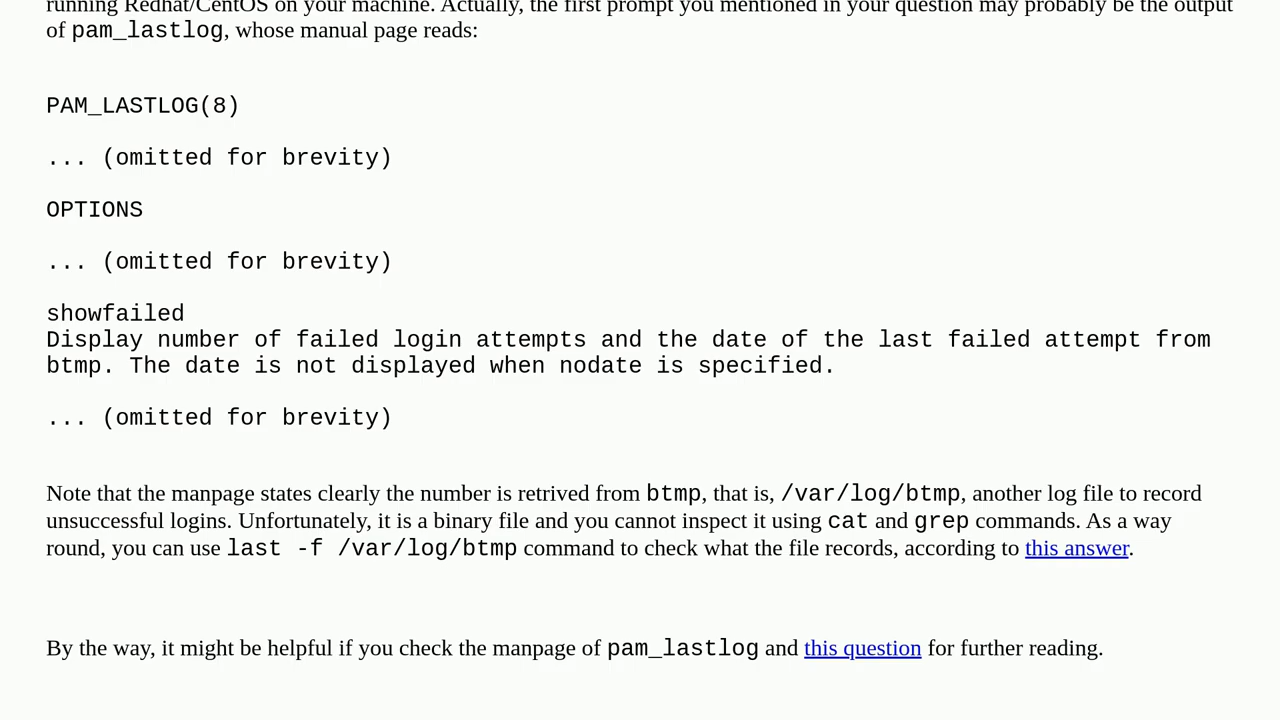 running Redhat/CentOS on your machine. Actually, the first prompt you mentioned in your question may probably be the output
of pam_lastlog, whose manual page reads:
PAM_LASTLOG(8)
... (omitted for brevity)
OPTIONS
... (omitted for brevity)
showfailed
Display number of failed login attempts and the date of the last failed attempt from
btmp. The date is not displayed when nodate is specified.
... (omitted for brevity)
Note that the manpage states clearly the number is retrived from btmp, that is, /var/log/btmp, another log file to record
unsuccessful logins. Unfortunately, it is a binary file and you cannot inspect it using cat and grep commands. As a way
round, you can use last -f /var/log/btmp command to check what the file records, according to this answer.
By the way, it might be helpful if you check the manpage of pam_lastlog and this question for further reading.